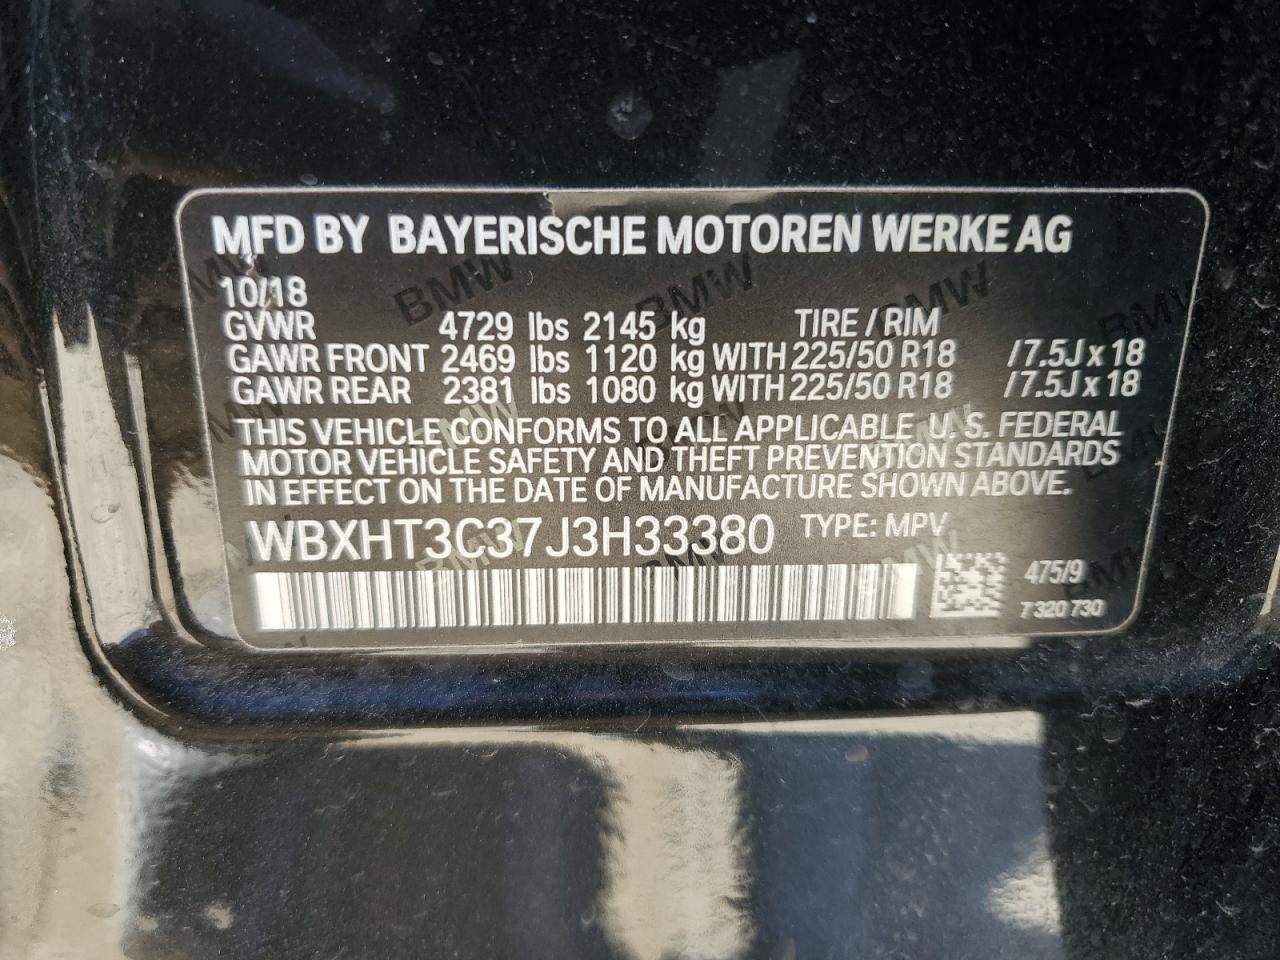 MFD BY BAYERISCHE MOTOREN WERKE AG
10/18
GVWR 4729 lbs 2145 kg TIRE / RIM
GAWR FRONT 2469 lbs 1120 kg WITH 225/50 R18 /7.5J x 18
GAWR REAR 2381 lbs 1080 kg WITH 225/50 R18 /7.5J x 18
THIS VEHICLE CONFORMS TO ALL APPLICABLE U. S. FEDERAL
MOTOR VEHICLE SAFETY AND THEFT PREVENTION STANDARDS
IN EFFECT ON THE DATE OF MANUFACTURE SHOWN ABOVE.
WBXHT3C37J3H33380 TYPE: MPV
475/9
7 320 730